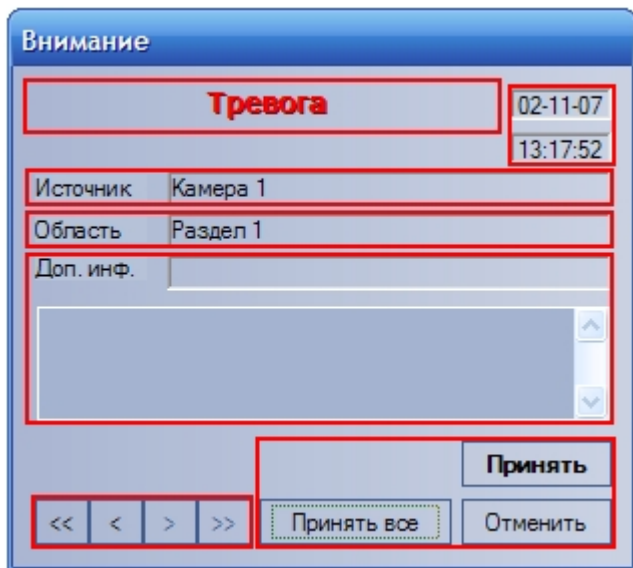 Внимание
Тревога
02-11-07
13:17:52
Источник Камера 1
Область Раздел 1
Доп. инф.
Принять
<< < > >> Принять все Отменить